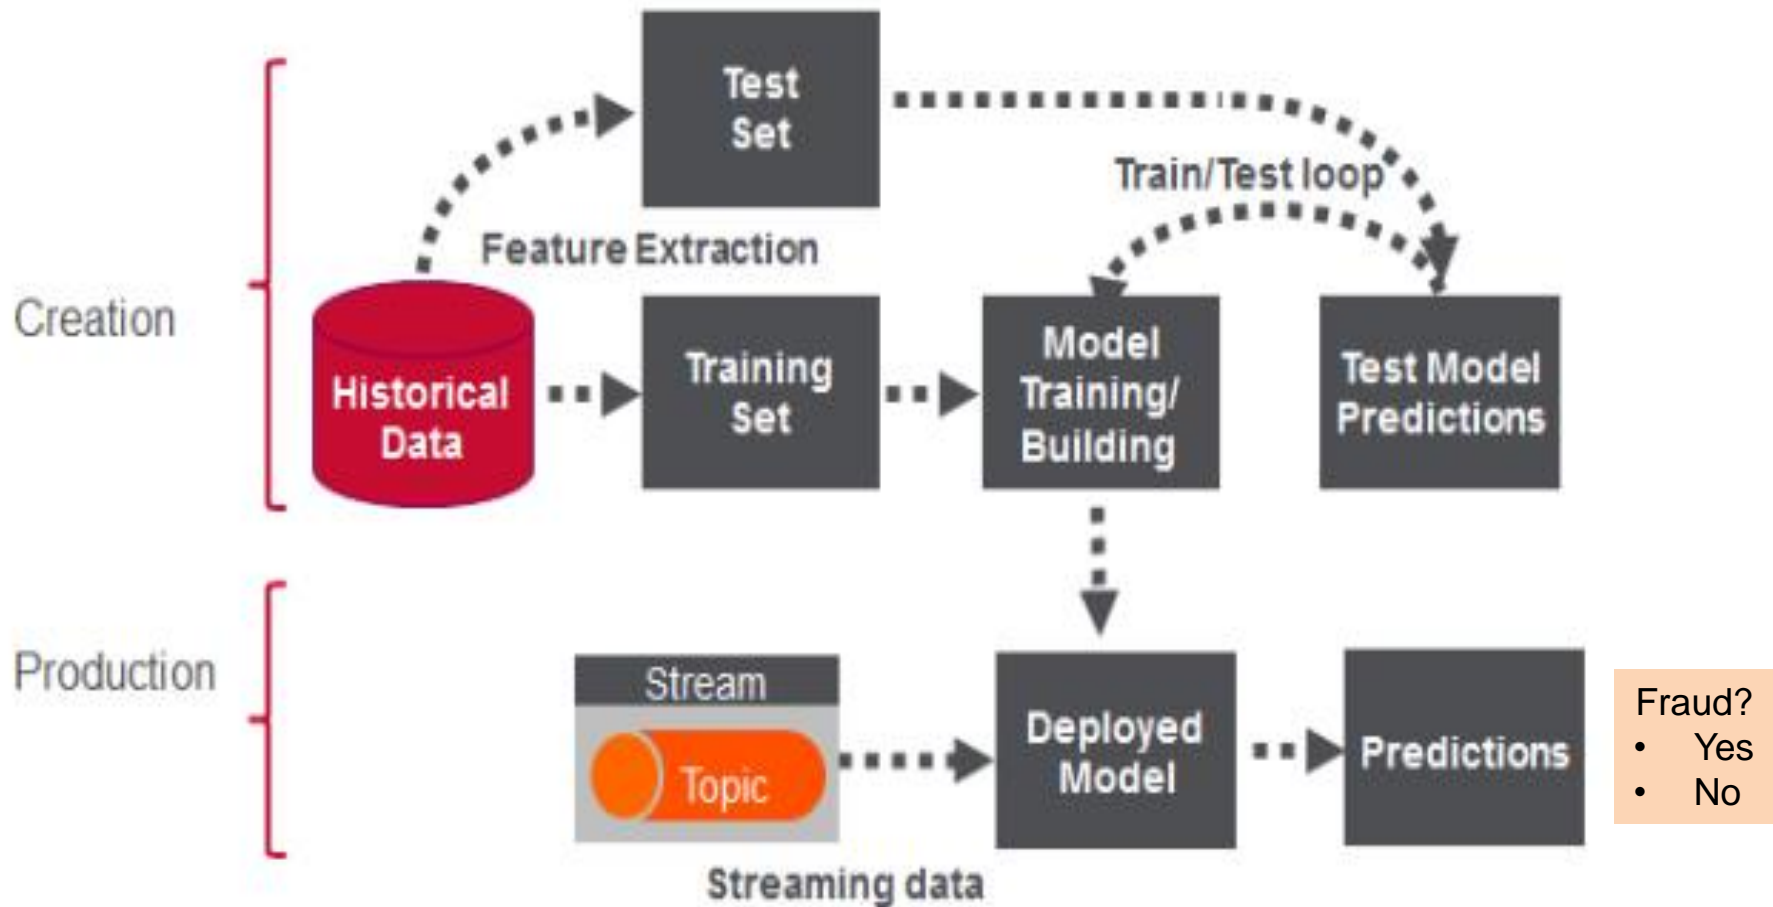 Test
Set
Train/Test loop
Feature Extraction
Creation
Historical
Data
Training
Set
Model
Training/
Building
Test Model
Predictions
Production
Stream
Topic
Deployed
Model
Predictions
Fraud?
• Yes
• No
Streaming data